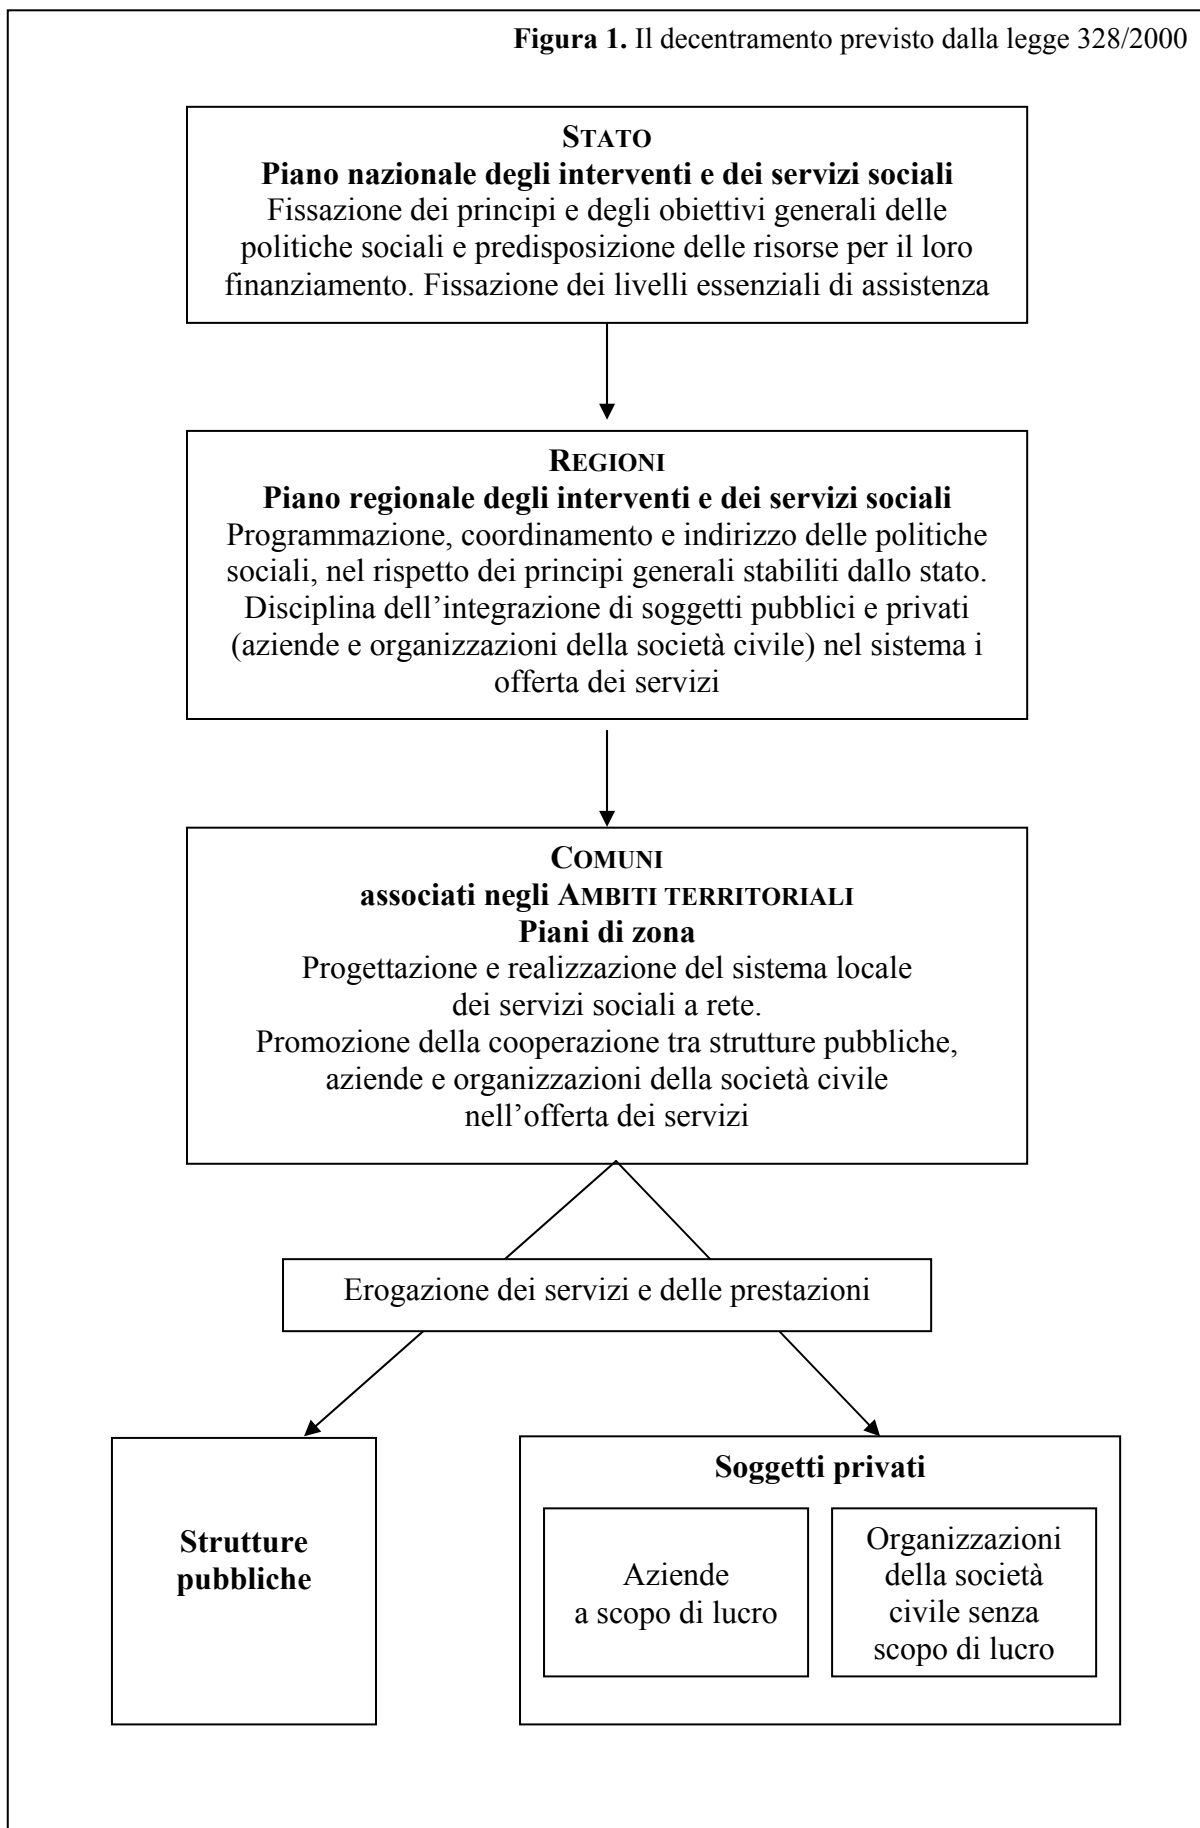 Figura 1. Il decentramento previsto dalla legge 328/2000
STATO
Piano nazionale degli interventi e dei servizi sociali
Fissazione dei principi e degli obiettivi generali delle
politiche sociali e predisposizione delle risorse per il loro
finanziamento. Fissazione dei livelli essenziali di assistenza
REGIONI
Piano regionale degli interventi e dei servizi sociali
Programmazione, coordinamento e indirizzo delle politiche
sociali, nel rispetto dei principi generali stabiliti dallo stato.
Disciplina dell’integrazione di soggetti pubblici e privati
(aziende e organizzazioni della società civile) nel sistema i
offerta dei servizi
COMUNI
associati negli AMBITI TERRITORIALI
Piani di zona
Progettazione e realizzazione del sistema locale
dei servizi sociali a rete.
Promozione della cooperazione tra strutture pubbliche,
aziende e organizzazioni della società civile
nell’offerta dei servizi
Erogazione dei servizi e delle prestazioni
Strutture
pubbliche
Soggetti privati
Aziende
a scopo di lucro
Organizzazioni
della società
civile senza
scopo di lucro